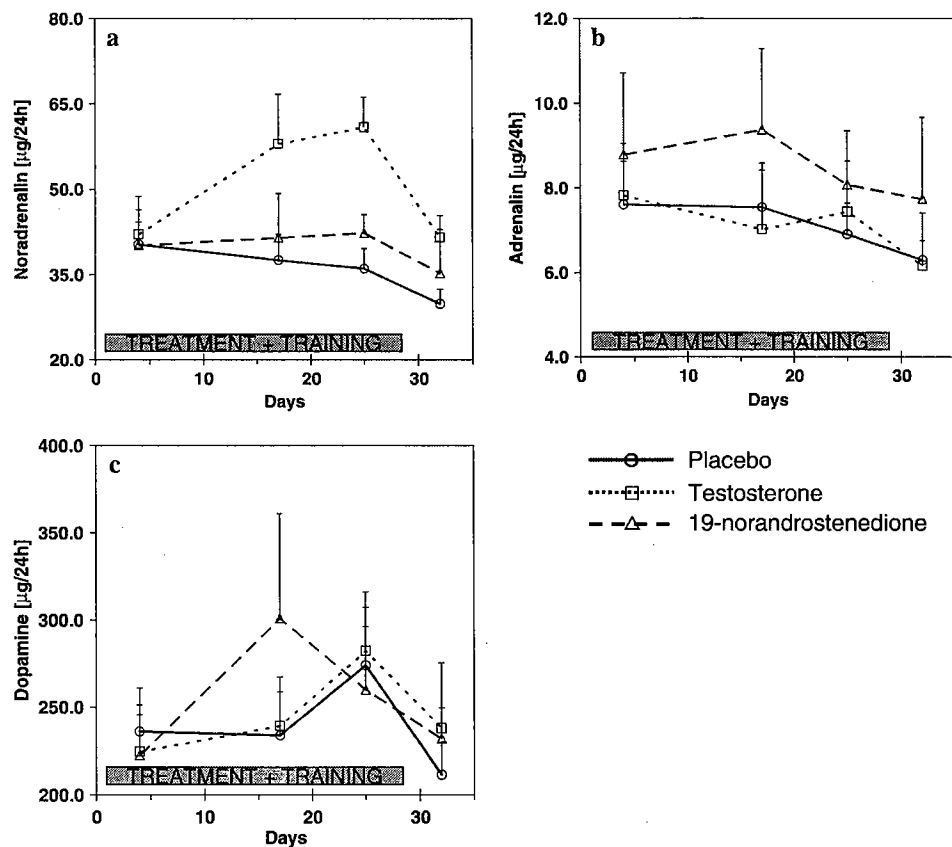 a
80.0
65.0
50.0
35.0
20.0
Noradrenalin [µg/24h]
TREATMENT + TRAINING
0 10 20 30
Days
b
12.0
10.0
8.0
6.0
4.0
Adrenalin [µg/24h]
TREATMENT + TRAINING
0 10 20 30
Days
c
400.0
350.0
300.0
250.0
200.0
Dopamine [µg/24h]
TREATMENT + TRAINING
0 10 20 30
Days
Placebo
Testosterone
19-norandrostenedione